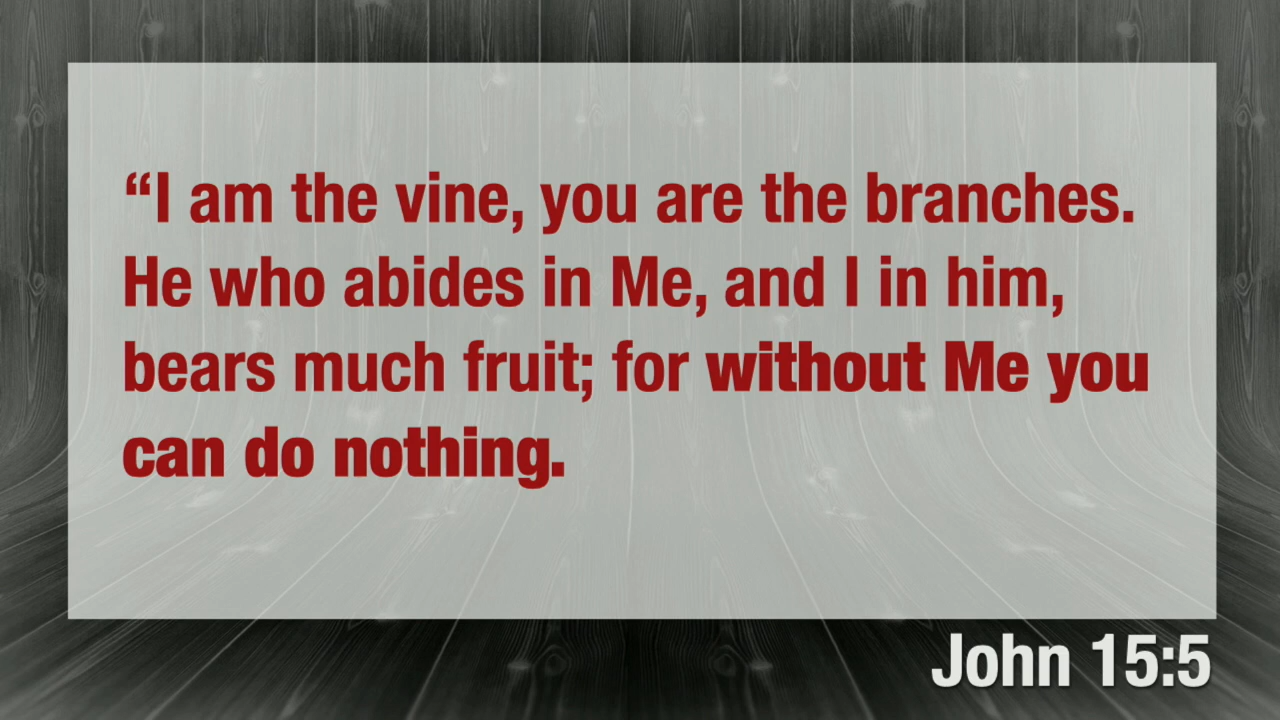 “I am the vine, you are the branches.
He who abides in Me, and I in him,
bears much fruit; for without Me you
can do nothing.
John 15:5